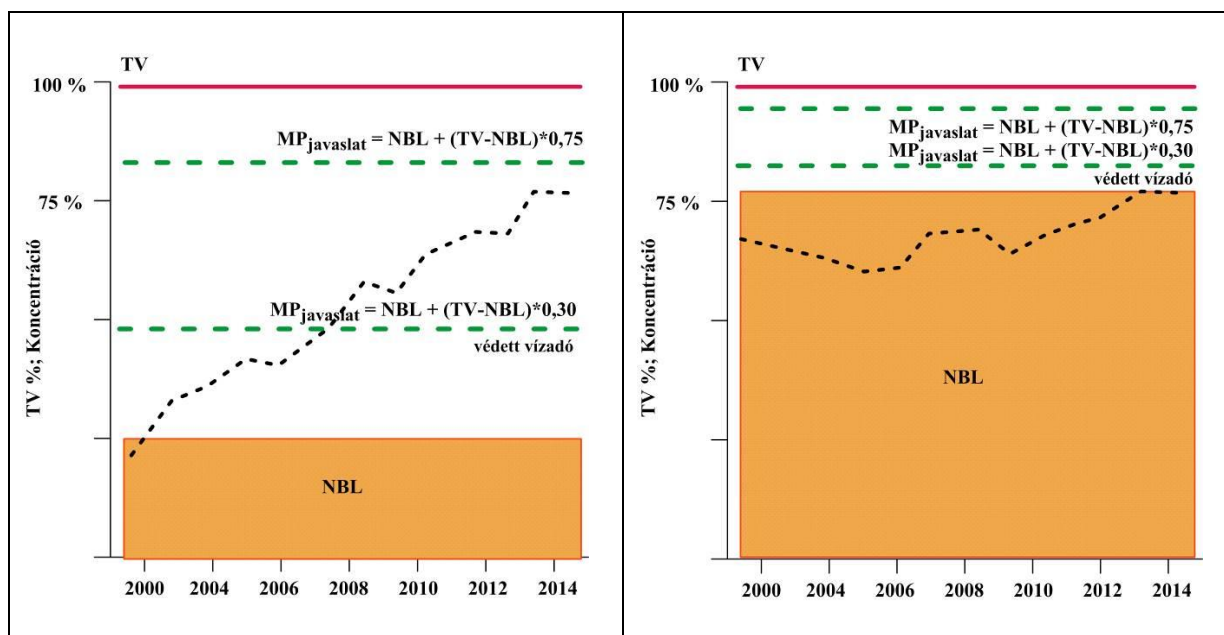 TV
100 %
MPjavaslat = NBL + (TV-NBL)*0,75
75 %
MPjavaslat = NBL + (TV-NBL)*0,30
védett vízadó
TV %; Koncentráció
NBL
2000 2004 2006 2008 2010 2012 2014
TV
100 %
MPjavaslat = NBL + (TV-NBL)*0,75
MPjavaslat = NBL + (TV-NBL)*0,30
védett vízadó
75 %
TV %; Koncentráció
NBL
2000 2004 2006 2008 2010 2012 2014